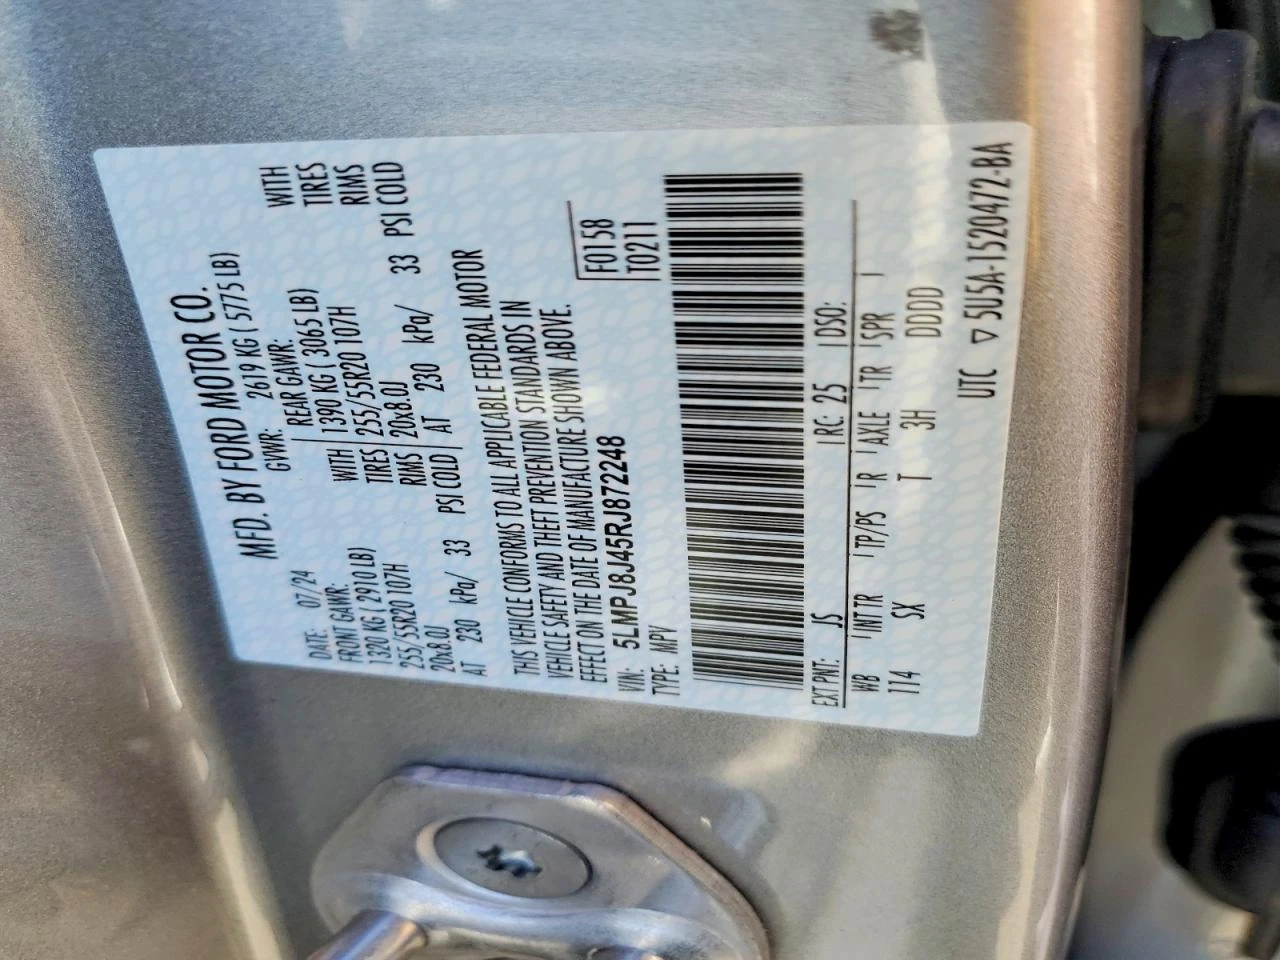 MFD. BY FORD MOTOR CO.
DATE: 07/24 GVWR: 2619 KG ( 5775 LB)
FRONT GAWR: REAR GAWR:
1320 KG ( 2910 LB) WITH 1390 KG ( 3065 LB) WITH
255/55R20 107H TIRES 255/55R20 107H TIRES
20x8.0J RIMS 20x8.0J RIMS
AT 230 kPa/ 33 PSI COLD AT 230 kPa/ 33 PSI COLD
THIS VEHICLE CONFORMS TO ALL APPLICABLE FEDERAL MOTOR
VEHICLE SAFETY AND THEFT PREVENTION STANDARDS IN
EFFECT ON THE DATE OF MANUFACTURE SHOWN ABOVE.
VIN: 5LMPJ8J45RJ872248 F0158
TYPE: MPV T0211
EXT PNT: JS RC: 25 DSO:
WB INT TR TP/PS R AXLE TR SPR
114 SX T 3H DDDD
UTC ▽ 5U5A-1520472-BA